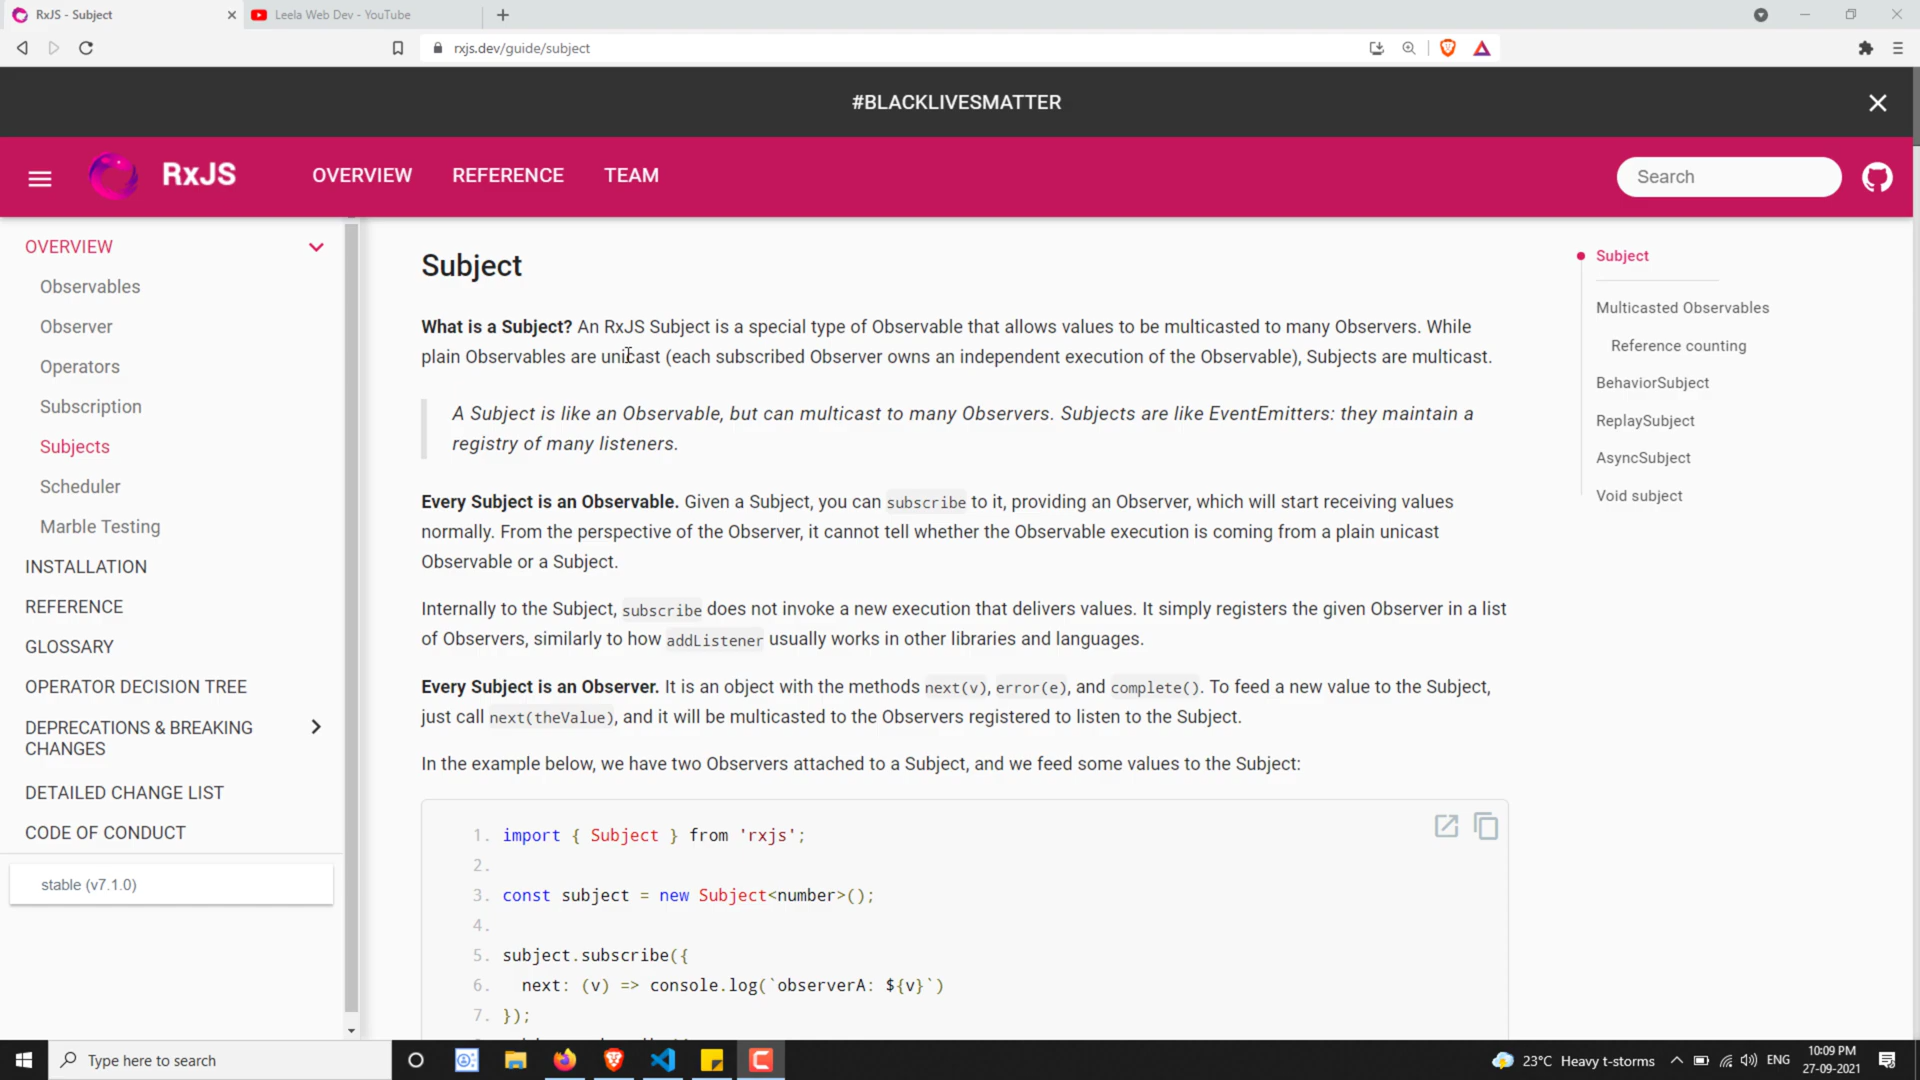 RxJS - Subject
Leela Web Dev - YouTube
rxjs.dev/guide/subject
#BLACKLIVESMATTER
RxJS
OVERVIEW
REFERENCE
TEAM
Search
OVERVIEW
Observables
Observer
Operators
Subscription
Subjects
Scheduler
Marble Testing
INSTALLATION
REFERENCE
GLOSSARY
OPERATOR DECISION TREE
DEPRECATIONS & BREAKING
CHANGES
DETAILED CHANGE LIST
CODE OF CONDUCT
stable (v7.1.0)
Subject
What is a Subject? An RxJS Subject is a special type of Observable that allows values to be multicasted to many Observers. While
plain Observables are unicast (each subscribed Observer owns an independent execution of the Observable), Subjects are multicast.
A Subject is like an Observable, but can multicast to many Observers. Subjects are like EventEmitters: they maintain a
registry of many listeners.
Every Subject is an Observable. Given a Subject, you can subscribe to it, providing an Observer, which will start receiving values
normally. From the perspective of the Observer, it cannot tell whether the Observable execution is coming from a plain unicast
Observable or a Subject.
Internally to the Subject, subscribe does not invoke a new execution that delivers values. It simply registers the given Observer in a list
of Observers, similarly to how addListener usually works in other libraries and languages.
Every Subject is an Observer. It is an object with the methods next(v), error(e), and complete(). To feed a new value to the Subject,
just call next(theValue), and it will be multicasted to the Observers registered to listen to the Subject.
In the example below, we have two Observers attached to a Subject, and we feed some values to the Subject:
1. import { Subject } from 'rxjs';
2.
3. const subject = new Subject<number>();
4.
5. subject.subscribe({
6. next: (v) => console.log(`observerA: ${v}`)
7. });
Subject
Multicasted Observables
Reference counting
BehaviorSubject
ReplaySubject
AsyncSubject
Void subject
Type here to search
23°C Heavy t-storms
ENG
10:09 PM
27-09-2021